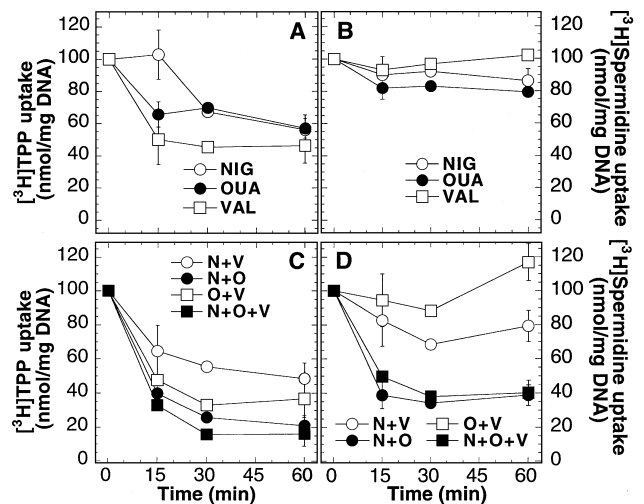 120
100
80
60
40
20
0
[³H]TPP uptake
(nmol/mg DNA)
A
NIG
OUA
VAL
B
NIG
OUA
VAL
120
100
80
60
40
20
0
[³H]Spermidine uptake
(nmol/mg DNA)
120
100
80
60
40
20
0
[³H]TPP uptake
(nmol/mg DNA)
C
N+V
N+O
O+V
N+O+V
0 15 30 45 60
Time (min)
D
N+V O+V
N+O N+O+V
0 15 30 45 60
Time (min)
120
100
80
60
40
20
0
[³H]Spermidine uptake
(nmol/mg DNA)